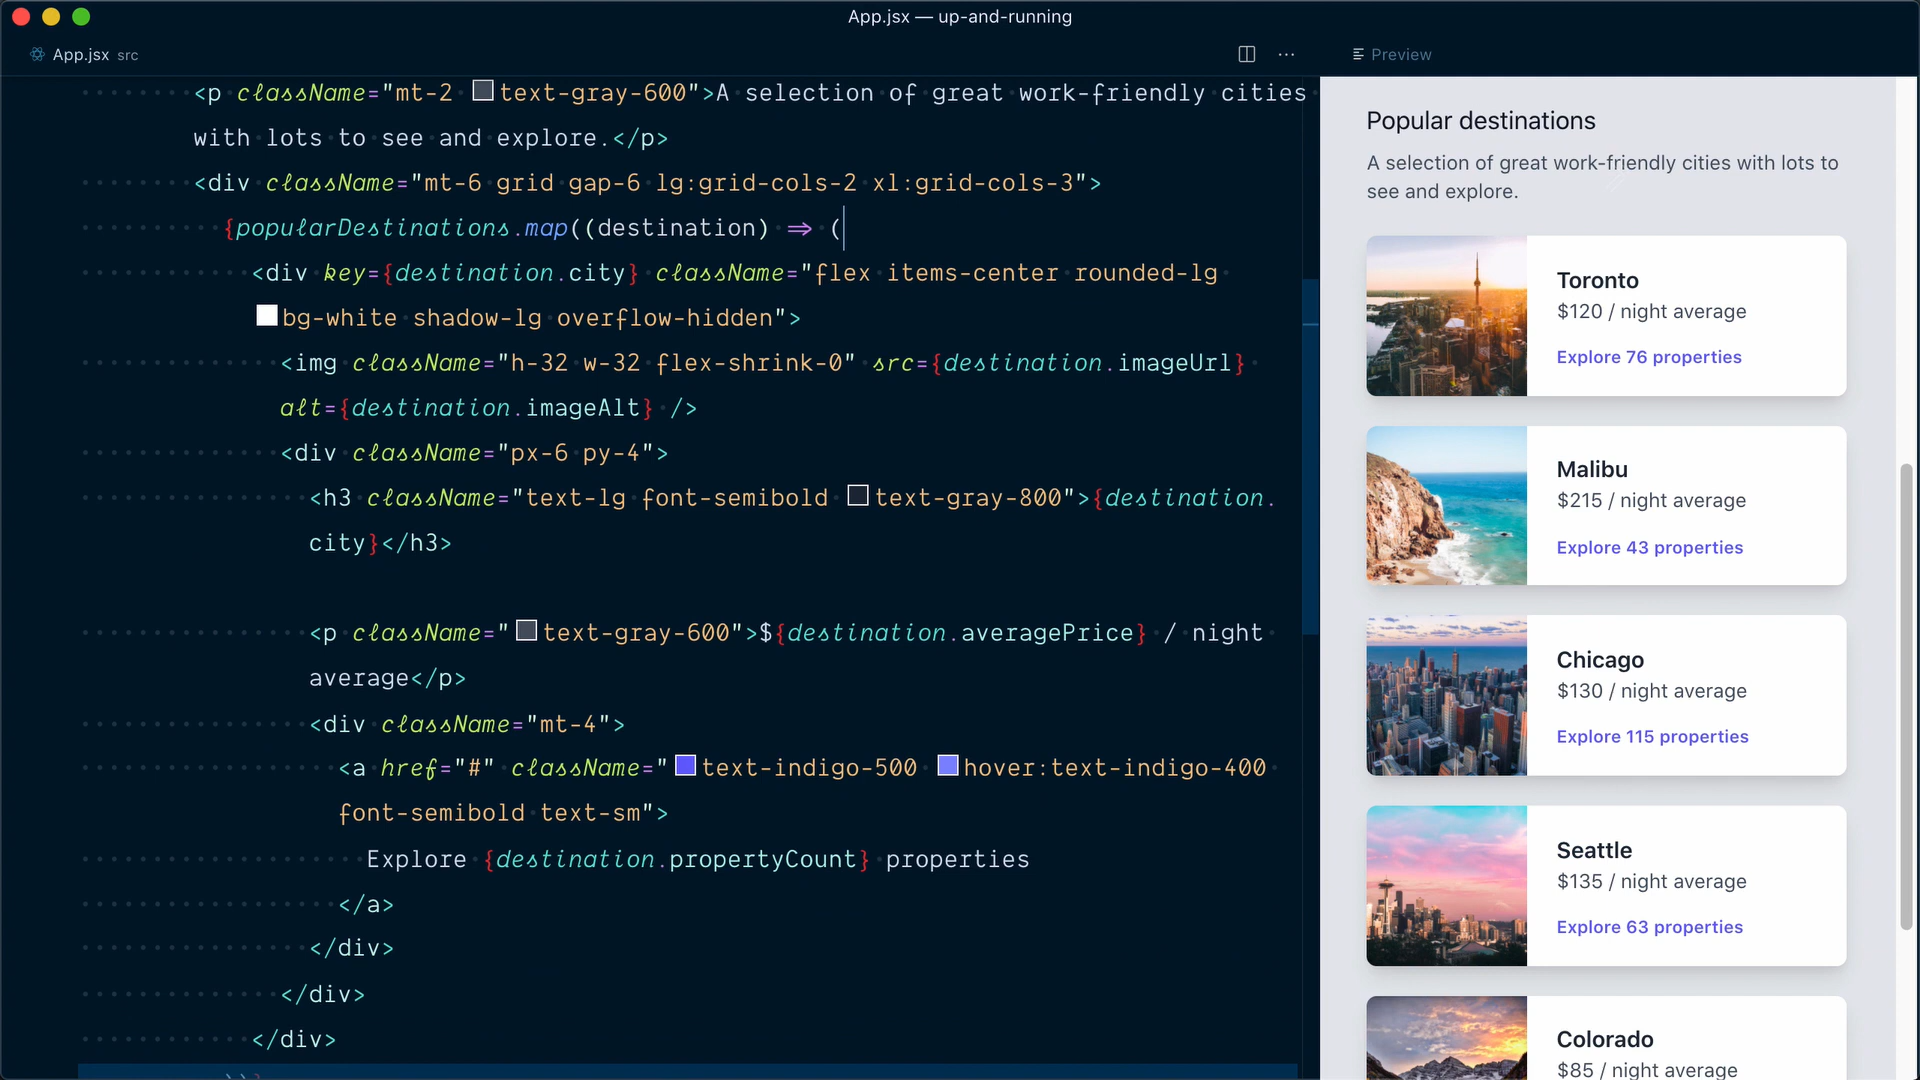 App.jsx — up-and-running
App.jsx src
···
Preview
<p className="mt-2 text-gray-600">A selection of great work-friendly cities
with lots to see and explore.</p>
<div className="mt-6 grid gap-6 lg:grid-cols-2 xl:grid-cols-3">
{popularDestinations.map((destination) => (
<div key={destination.city} className="flex items-center rounded-lg
bg-white shadow-lg overflow-hidden">
<img className="h-32 w-32 flex-shrink-0" src={destination.imageUrl}
alt={destination.imageAlt} />
<div className="px-6 py-4">
<h3 className="text-lg font-semibold text-gray-800">{destination.
city}</h3>
<p className="text-gray-600">${destination.averagePrice} / night
average</p>
<div className="mt-4">
<a href="#" className="text-indigo-500 hover:text-indigo-400
font-semibold text-sm">
Explore {destination.propertyCount} properties
</a>
</div>
</div>
</div>
Popular destinations
A selection of great work-friendly cities with lots to
see and explore.
Toronto
$120 / night average
Explore 76 properties
Malibu
$215 / night average
Explore 43 properties
Chicago
$130 / night average
Explore 115 properties
Seattle
$135 / night average
Explore 63 properties
Colorado
$85 / night average